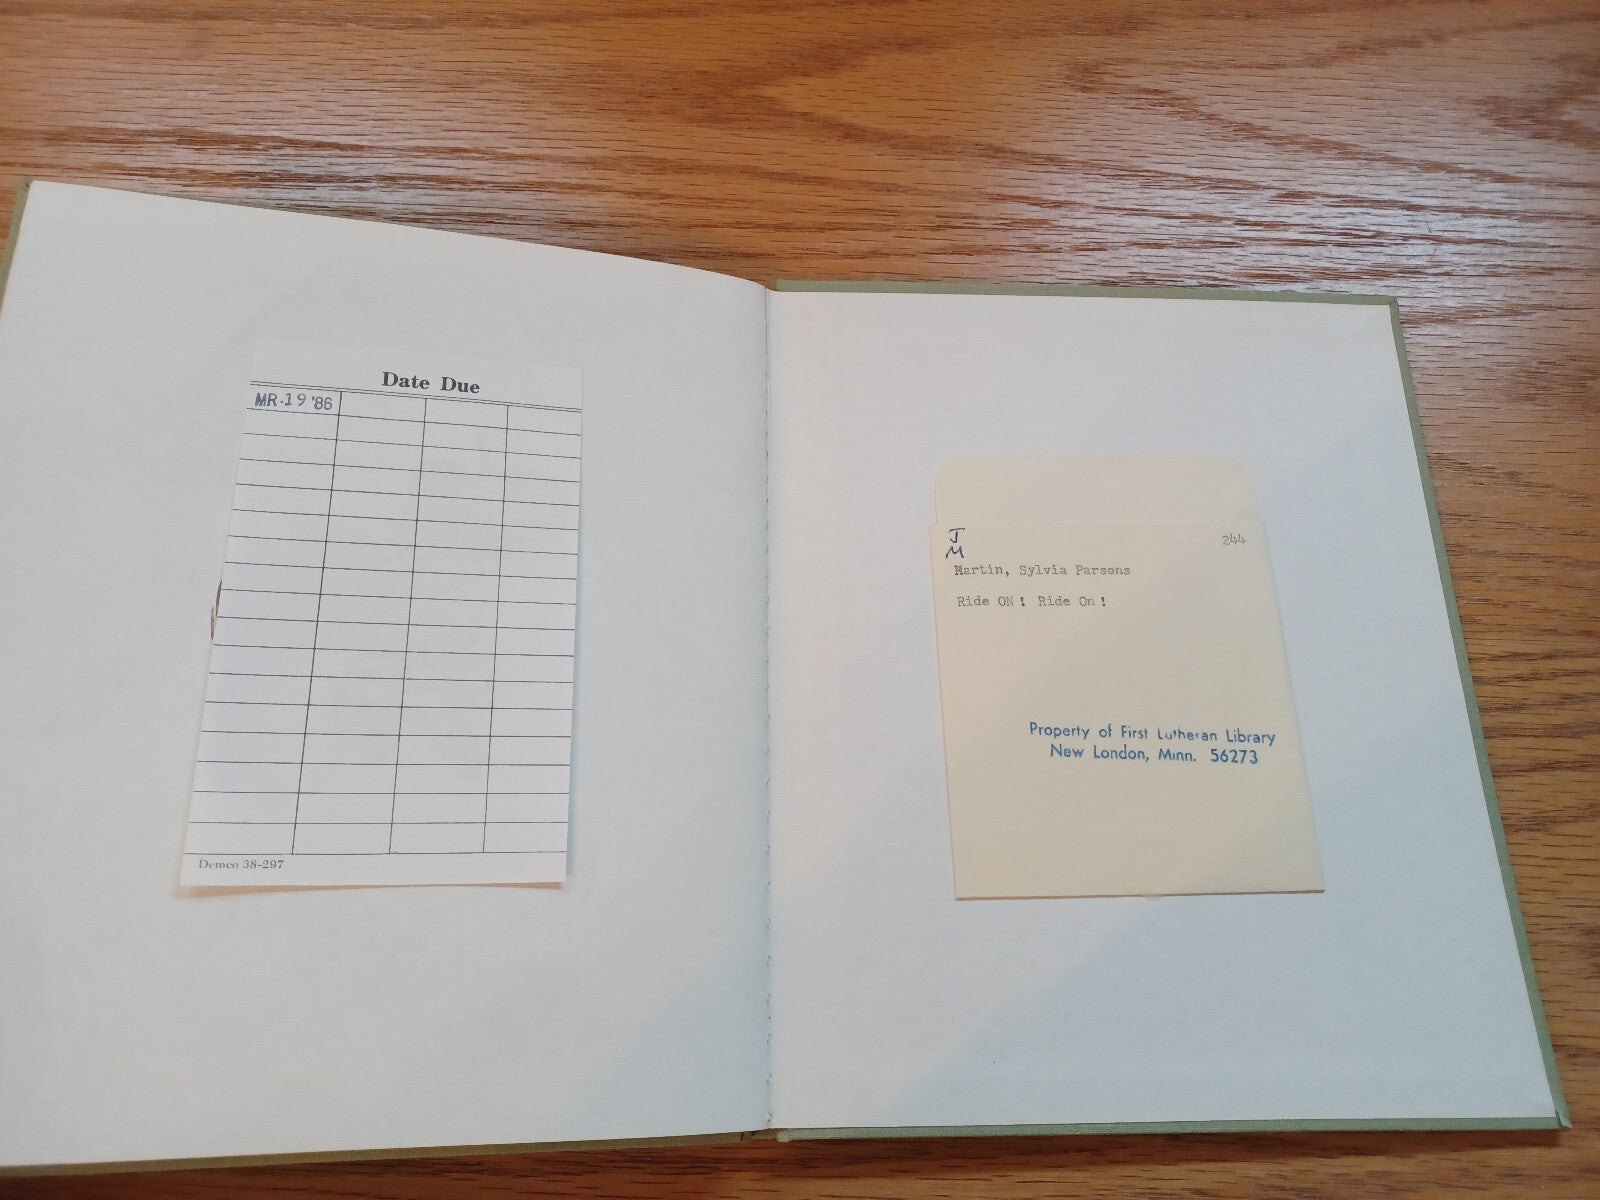 Date Due
MR.19'86
Demco 38-297
J
M
244
Martin, Sylvia Parsons
Ride ON! Ride On!
Property of First Lutheran Library
New London, Minn. 56273